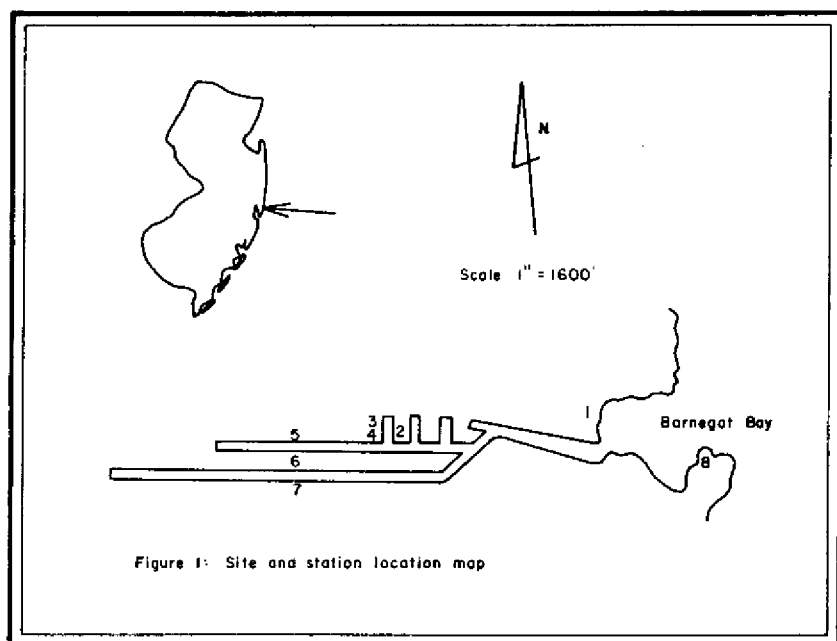 N
Scale 1" = 1600'
1
Barnegat Bay
3
4 2
5
8
6
7
Figure 1: Site and station location map